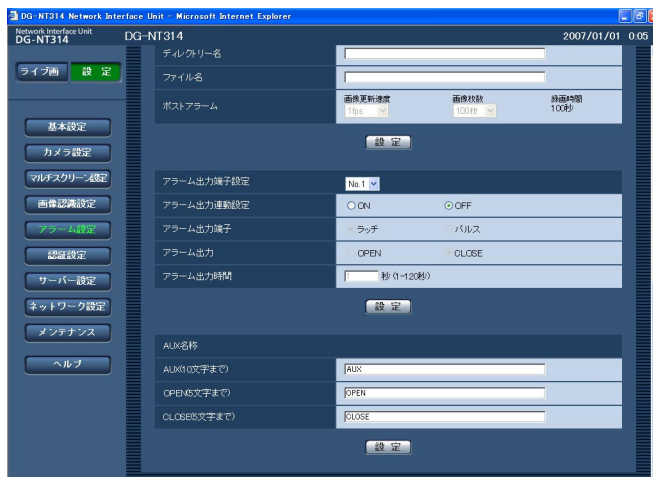 DG-NT314 Network Interface Unit - Microsoft Internet Explorer
Network Interface Unit
DG-NT314 DG-NT314 2007/01/01 0:05
ライブ画 設 定
ディレクトリー名
ファイル名
ポストアラーム 画像更新速度 画像枚数 録画時間
1fps 100枚 100秒
設 定
基本設定
カメラ設定
マルチスクリーン設定
画像認識設定
アラーム設定
認証設定
サーバー設定
ネットワーク設定
メンテナンス
ヘルプ
アラーム出力端子設定 No.1
アラーム出力連動設定 ON OFF
アラーム出力端子 ラッチ パルス
アラーム出力 OPEN CLOSE
アラーム出力時間 1 秒(1-120秒)
設 定
AUX名称
AUX(10文字まで) AUX
OPEN(5文字まで) OPEN
CLOSE(5文字まで) CLOSE
設 定